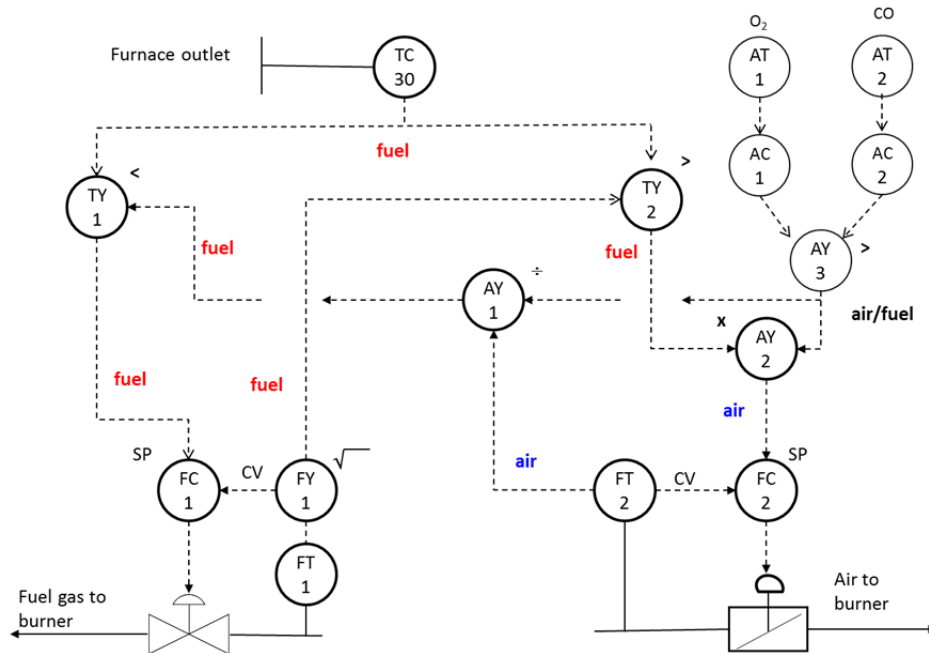 O2
CO
Furnace outlet
TC
30
AT
1
AT
2
fuel
AC
1
AC
2
<
>
TY
1
TY
2
fuel
fuel
AY
3
>
÷
AY
1
air/fuel
x
AY
2
fuel
fuel
air
SP
air
SP
√
FC
1
CV
FY
1
FT
2
CV
FC
2
FT
1
Fuel gas to
burner
Air to
burner